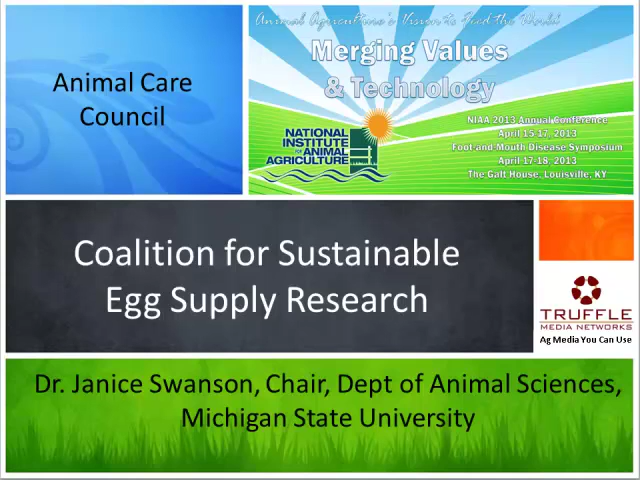 Animal Care
Council
Animal Agriculture's Vision to Feed the World
Merging Values
& Technology
NIAA 2013 Annual Conference
April 15-17, 2013
Foot-and-Mouth Disease Symposium
April 17-18, 2013
The Galt House, Louisville, KY
NATIONAL
INSTITUTE
FOR ANIMAL
AGRICULTURE
Coalition for Sustainable
Egg Supply Research
TRUFFLE
MEDIA NETWORKS
Ag Media You Can Use
Dr. Janice Swanson, Chair, Dept of Animal Sciences,
Michigan State University